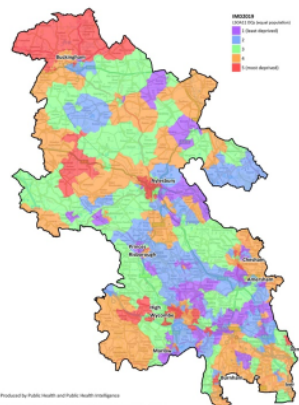 IMD2019
1 (least deprived)
2
3
4
5 (most deprived)
Buckingham
Aylesbury
Princes
Risborough
Chesham
Amersham
High
Wycombe
Marlow
Burnham
Produced by Public Health and Public Health Intelligence